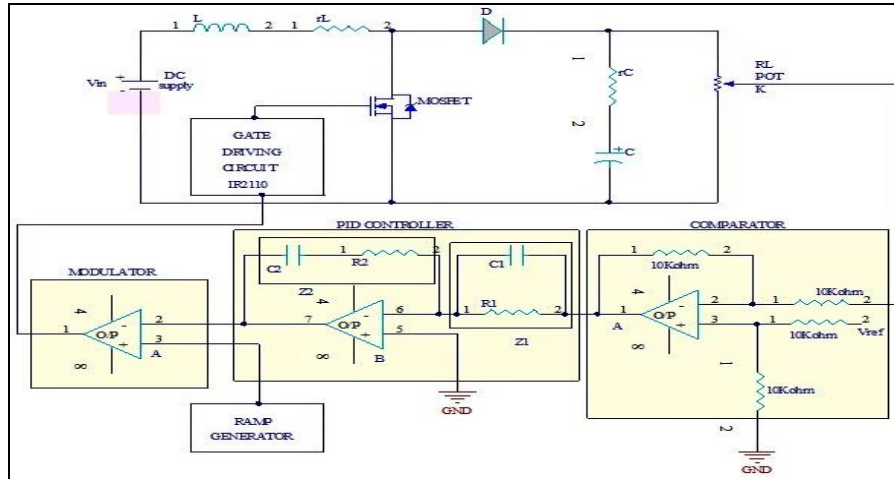 1 L 2 1 rL 2 D
Vin + - DC supply
MOSFET
1 rC 2
+ C
RL POT K
GATE
DRIVING
CIRCUIT
IR2110
PID CONTROLLER
COMPARATOR
MODULATOR
C2 1 R2 2
Z2
C1
1 R1 2
Z1
10Kohm
1 2
10Kohm
1 2
10Kohm
Vref
1 10Kohm 2
GND
4 1 O/P - + 2 3 A 8
4 7 O/P - + 6 5 B 8
GND
4 A 1 O/P - + 2 3 8
RAMP
GENERATOR